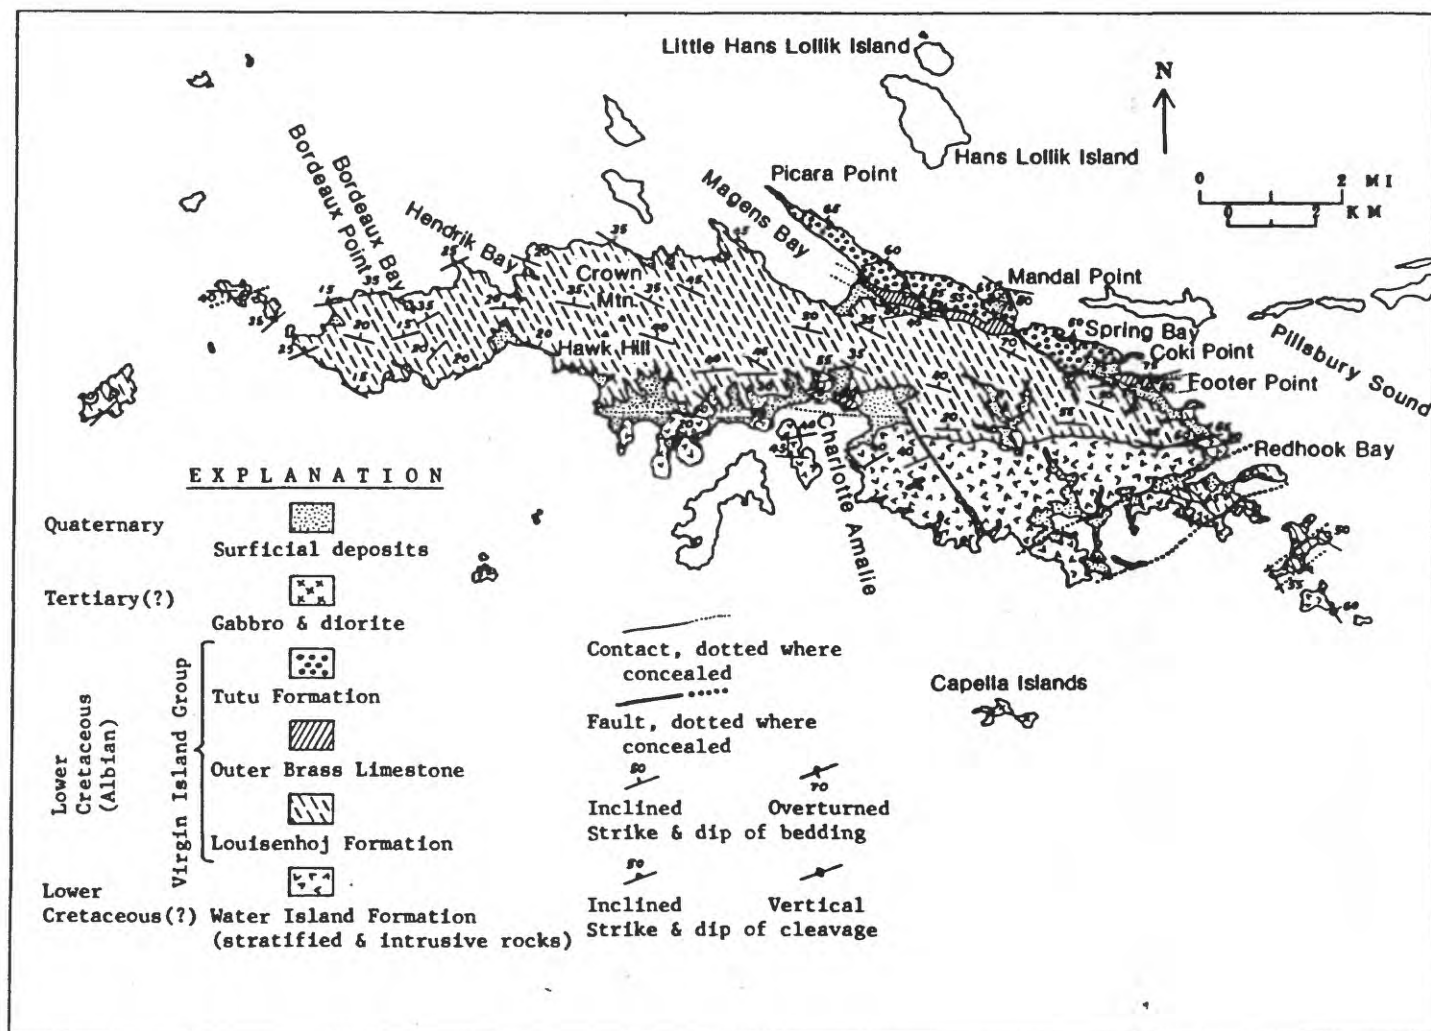 Little Hans Lollik Island
N
Hans Lollik Island
0 2 MI
0 2 KM
Picara Point
Magens Bay
Bordeaux Bay
Bordeaux Point
Hendrik Bay
Crown
Mtn.
Hawk Hill
Mandal Point
Spring Bay
Coki Point
Footer Point
Pillsbury Sound
Redhook Bay
Charlotte Amalie
Capella Islands
EXPLANATION
Quaternary
Surficial deposits
Tertiary(?)
Gabbro & diorite
Lower
Cretaceous
(Albian)
Virgin Island Group
Tutu Formation
Outer Brass Limestone
Louisenhoj Formation
Lower
Cretaceous(?) Water Island Formation
(stratified & intrusive rocks)
Contact, dotted where
concealed
Fault, dotted where
concealed
50
70
Inclined Overturned
Strike & dip of bedding
50
Inclined Vertical
Strike & dip of cleavage